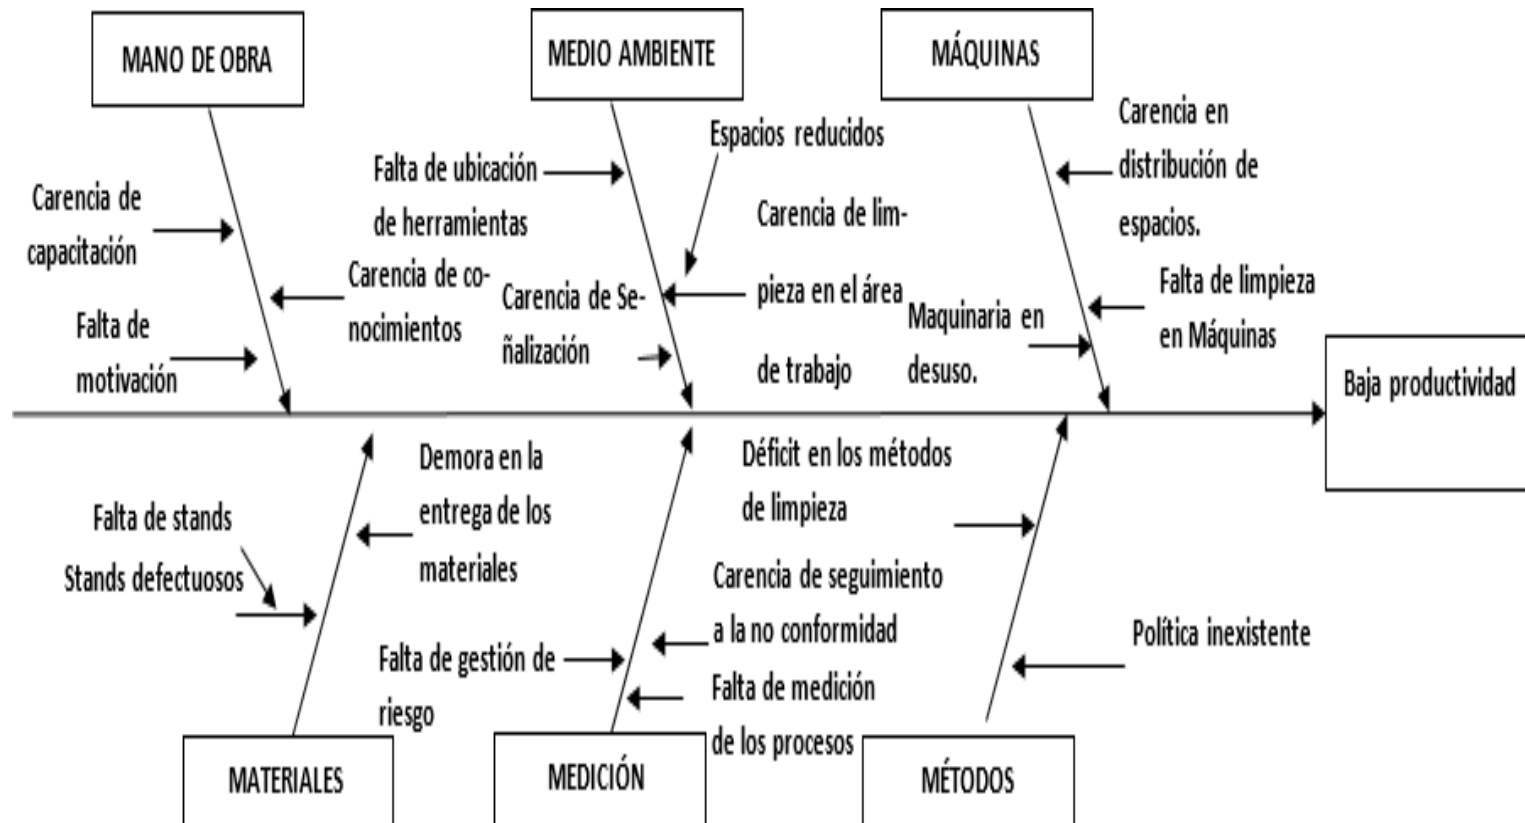 MANO DE OBRA
MEDIO AMBIENTE
MÁQUINAS
Carencia de
capacitación
Falta de
motivación
Carencia de co-
nocimientos
Falta de ubicación
de herramientas
Carencia de Se-
ñalización
Espacios reducidos
Carencia de lim-
pieza en el área
de trabajo
Carencia en
distribución de
espacios.
Falta de limpieza
en Máquinas
Maquinaria en
desuso.
Baja productividad
Falta de stands
Stands defectuosos
Demora en la
entrega de los
materiales
Falta de gestión de
riesgo
Déficit en los métodos
de limpieza
Carencia de seguimiento
a la no conformidad
Falta de medición
de los procesos
Política inexistente
MATERIALES
MEDICIÓN
MÉTODOS